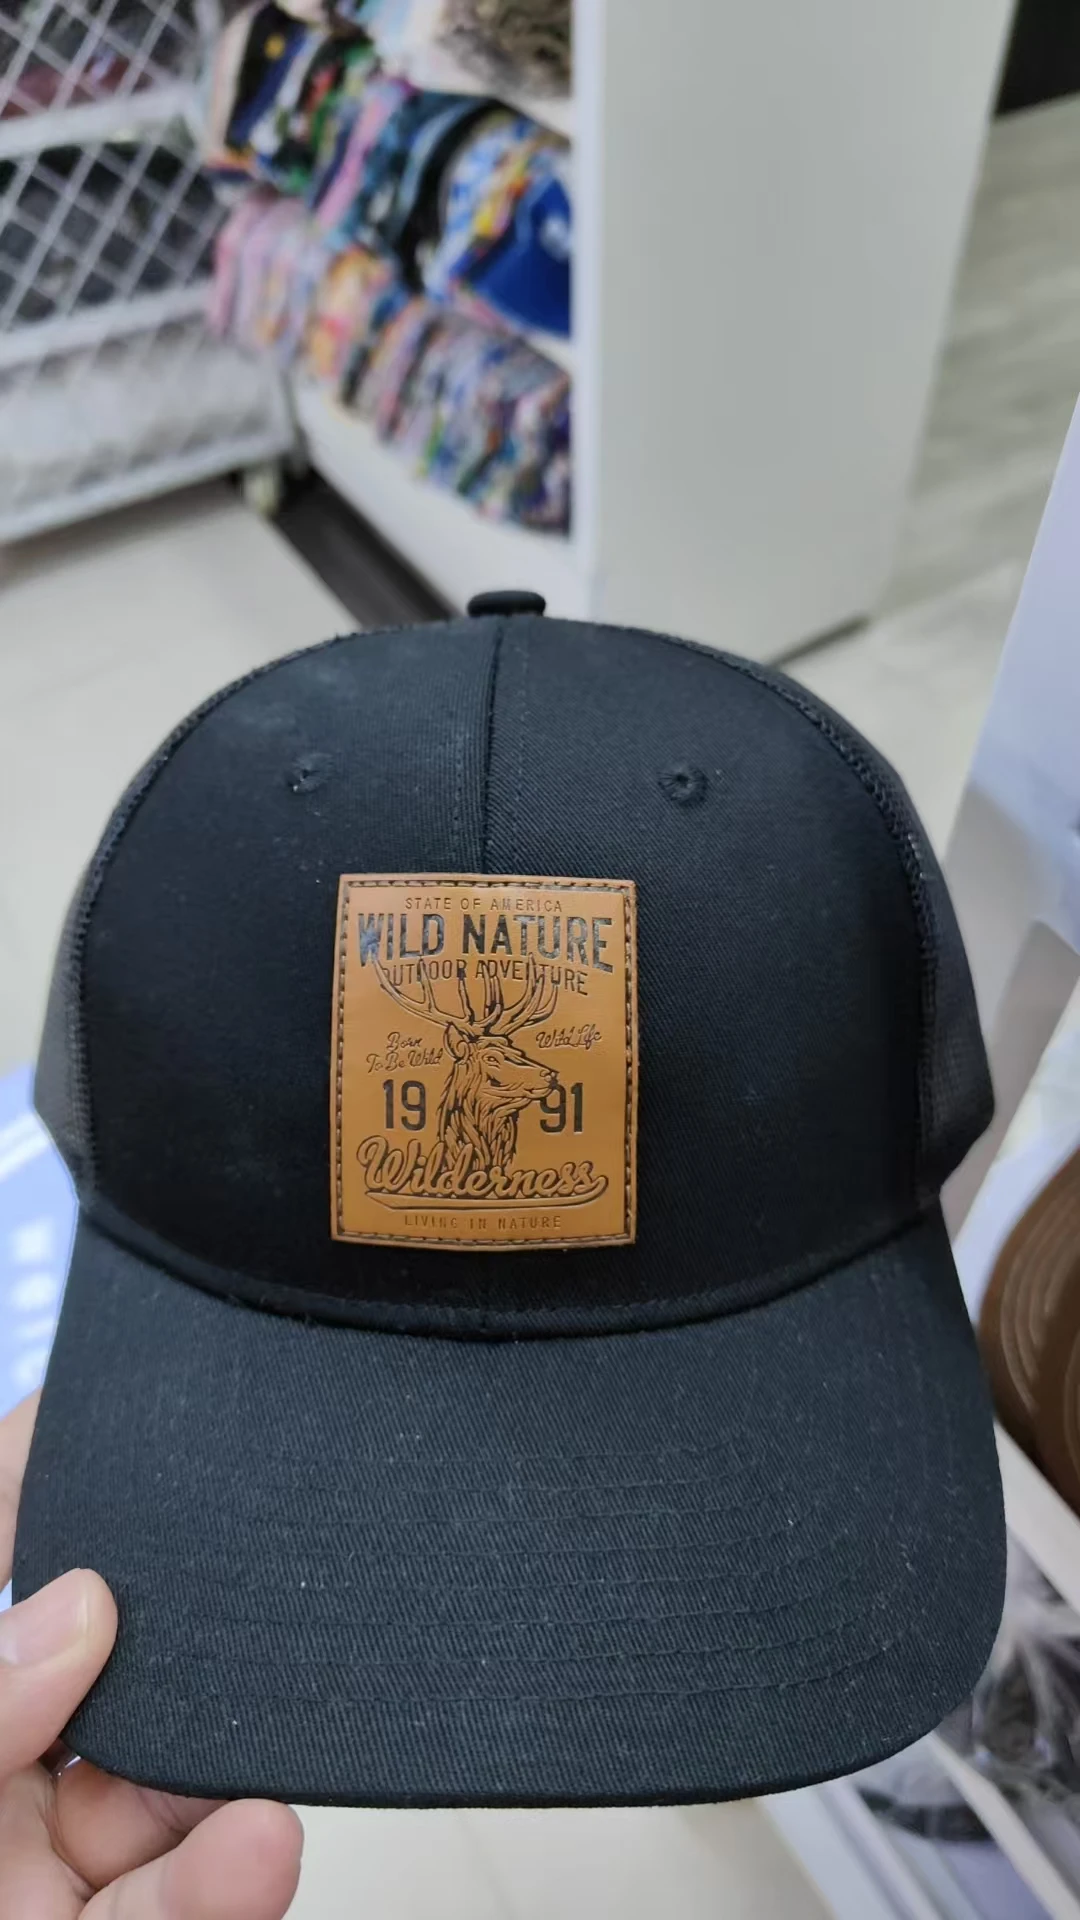 STATE OF AMERICA
WILD NATURE
OUTDOOR ADVENTURE
Born
To Be Wild
Wild Life
19 91
Wilderness
LIVING IN NATURE